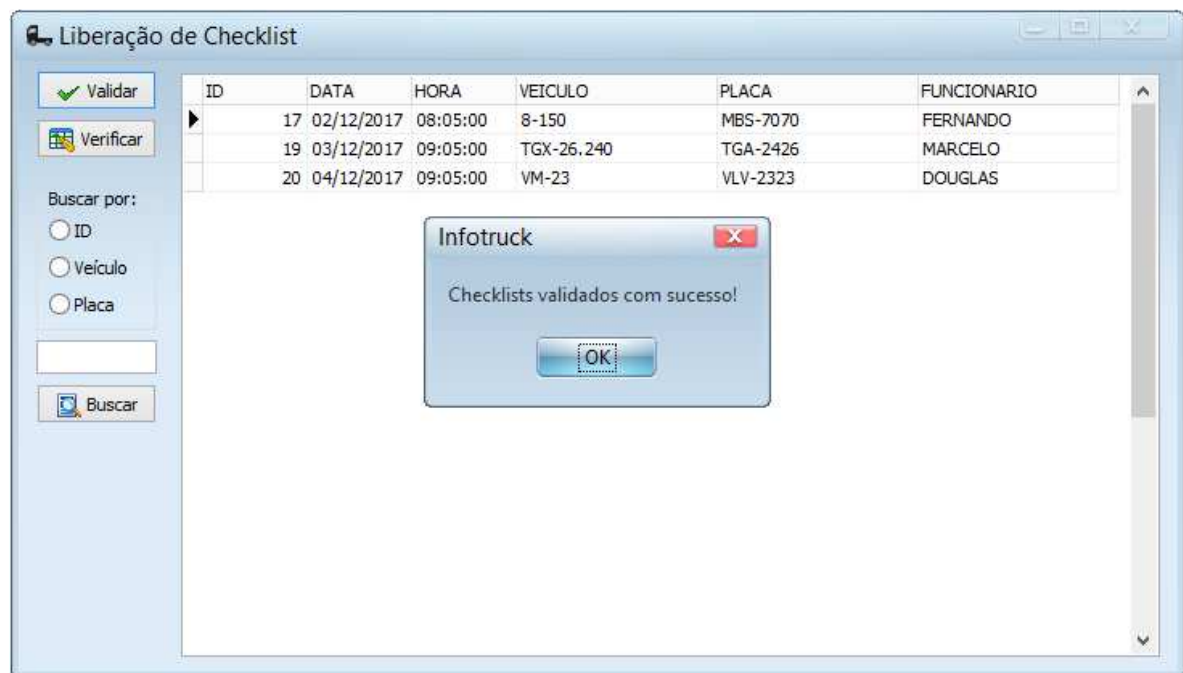 Liberação de Checklist
Validar
Verificar
Buscar por:
ID
Veículo
Placa
Buscar
ID DATA HORA VEICULO PLACA FUNCIONARIO
17 02/12/2017 08:05:00 8-150 MBS-7070 FERNANDO
19 03/12/2017 09:05:00 TGX-26.240 TGA-2426 MARCELO
20 04/12/2017 09:05:00 VM-23 VLV-2323 DOUGLAS
Infotruck
Checklists validados com sucesso!
OK